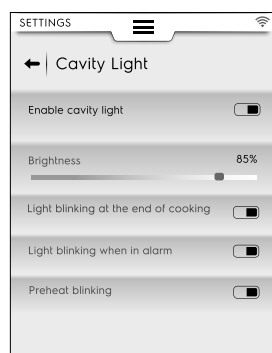 SETTINGS
Cavity Light
Enable cavity light
Brightness 85%
Light blinking at the end of cooking
Light blinking when in alarm
Preheat blinking